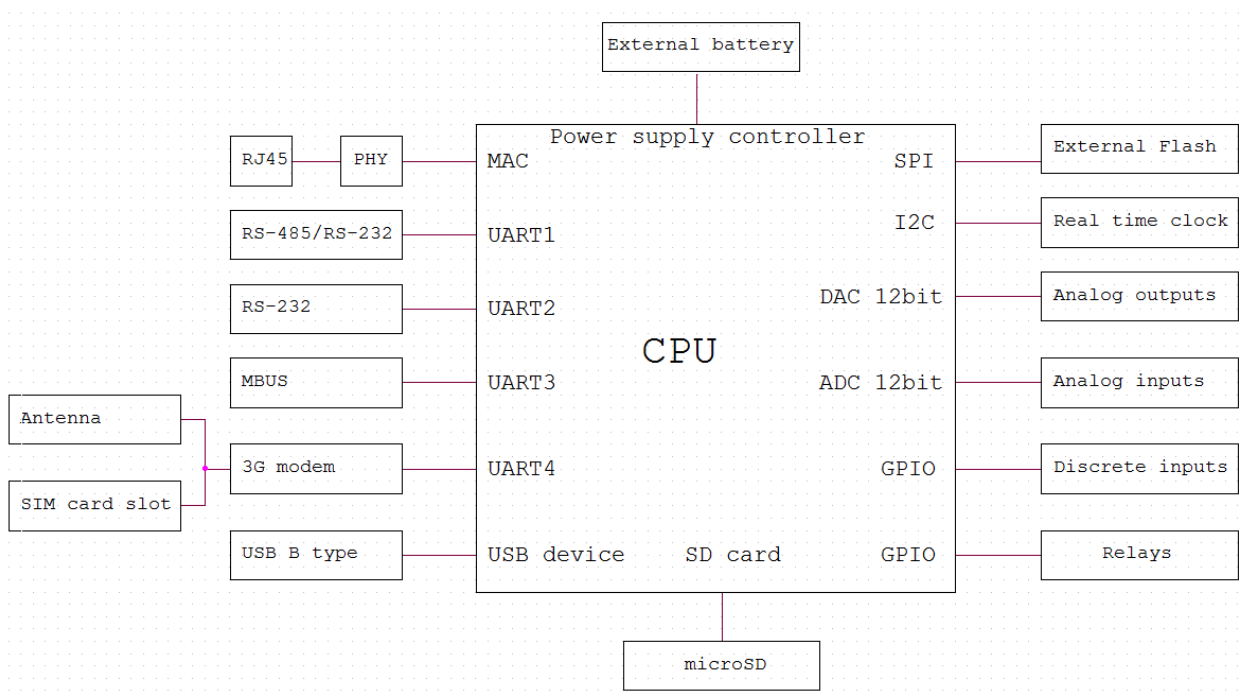 External battery
Power supply controller
RJ45
PHY
MAC
SPI
External Flash
RS-485/RS-232
UART1
I2C
Real time clock
RS-232
UART2
DAC 12bit
Analog outputs
CPU
MBUS
UART3
ADC 12bit
Analog inputs
Antenna
3G modem
UART4
GPIO
Discrete inputs
SIM card slot
USB B type
USB device
SD card
GPIO
Relays
microSD